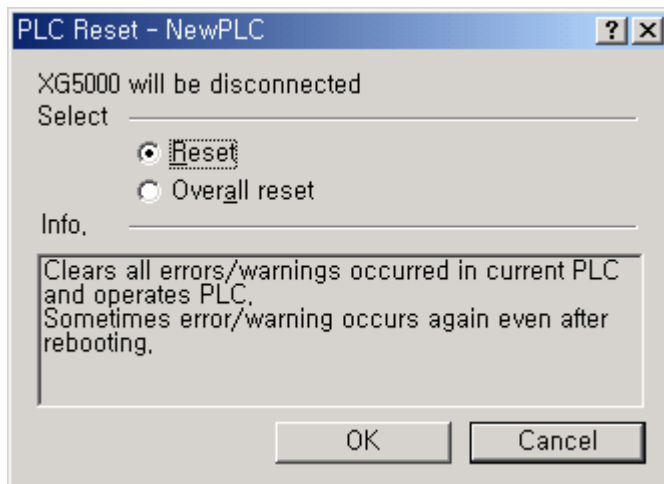 PLC Reset - NewPLC
XG5000 will be disconnected
Select
Reset
Overall reset
Info,
Clears all errors/warnings occurred in current PLC
and operates PLC,
Sometimes error/warning occurs again even after
rebooting,
OK Cancel